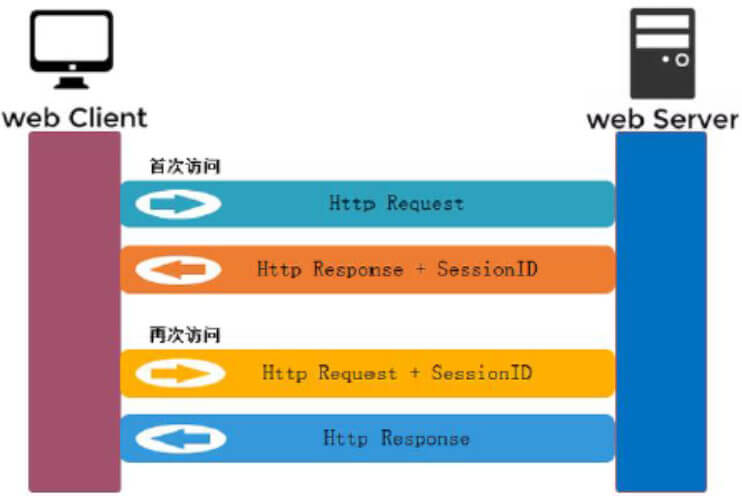 web Client
web Server
首次访问
Http Request
Http Response + SessionID
再次访问
Http Request + SessionID
Http Response